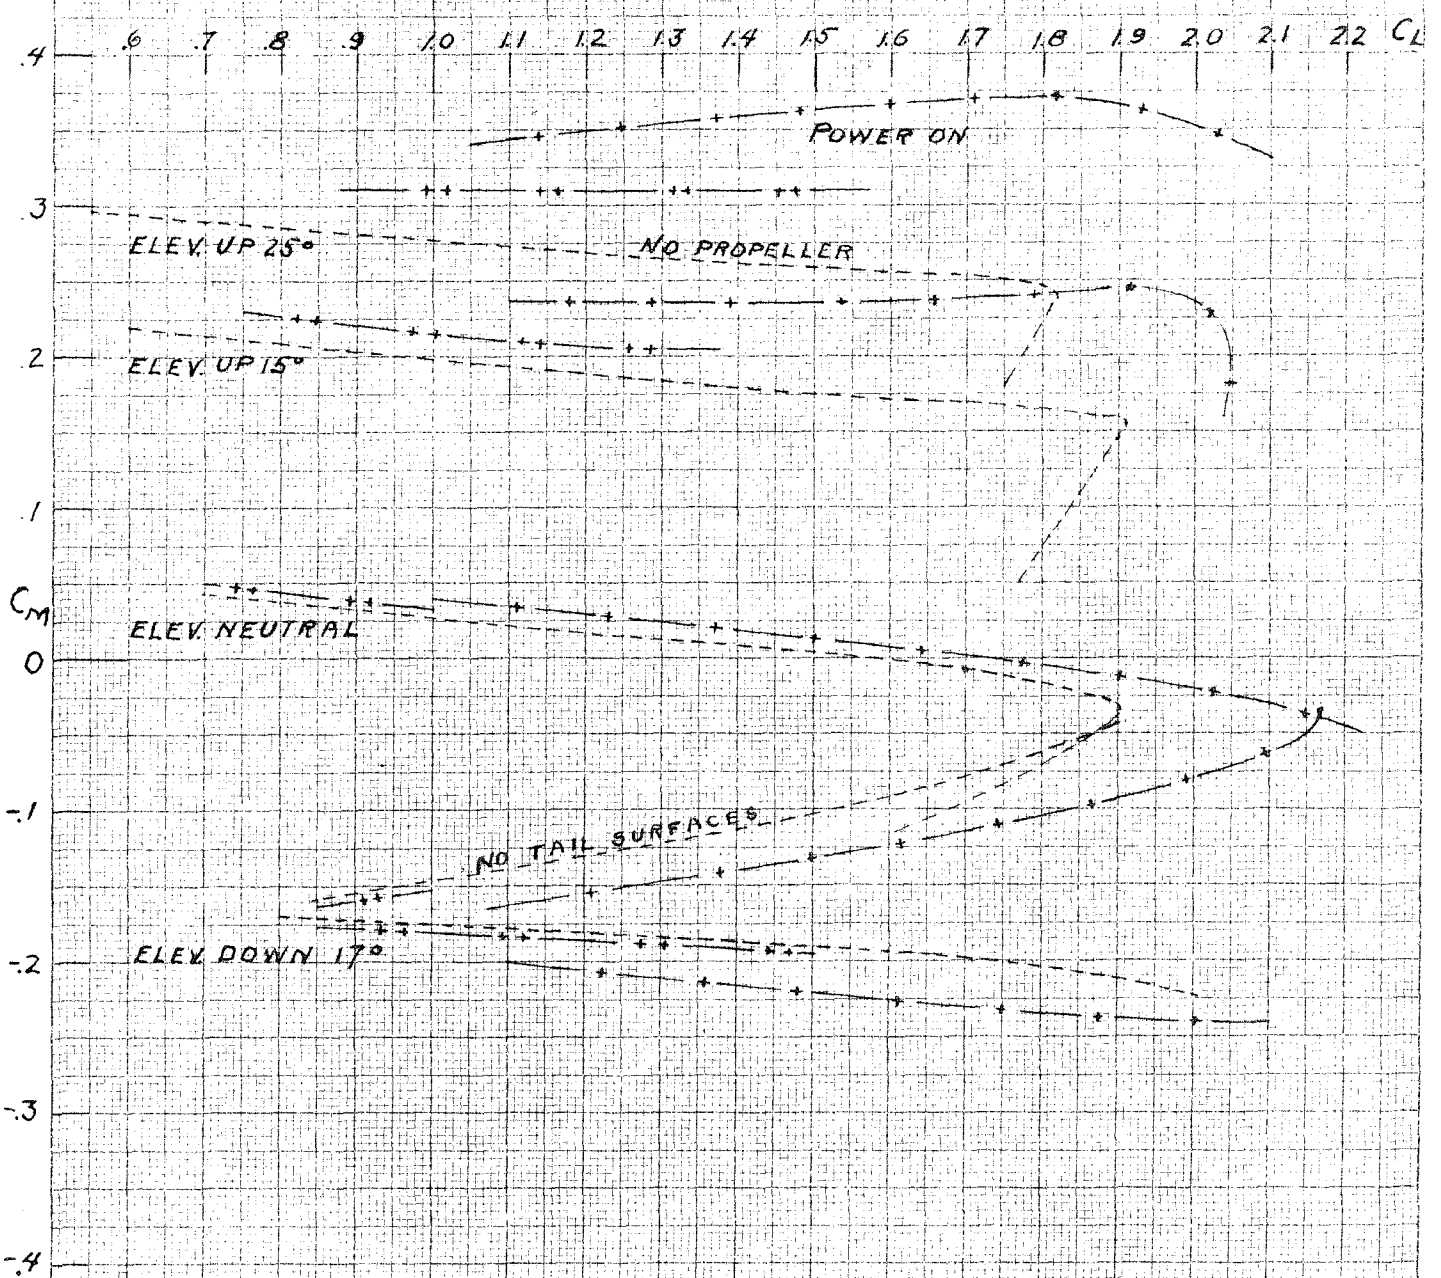 .6 .7 .8 .9 1.0 1.1 1.2 1.3 1.4 1.5 1.6 1.7 1.8 1.9 2.0 2.1 2.2 CL
.4
POWER ON
.3
ELEV. UP 25° NO PROPELLER
.2
ELEV. UP 15°
.1
CM
ELEV. NEUTRAL
0
-.1
NO TAIL SURFACES
ELEV. DOWN 17°
-.2
-.3
-.4